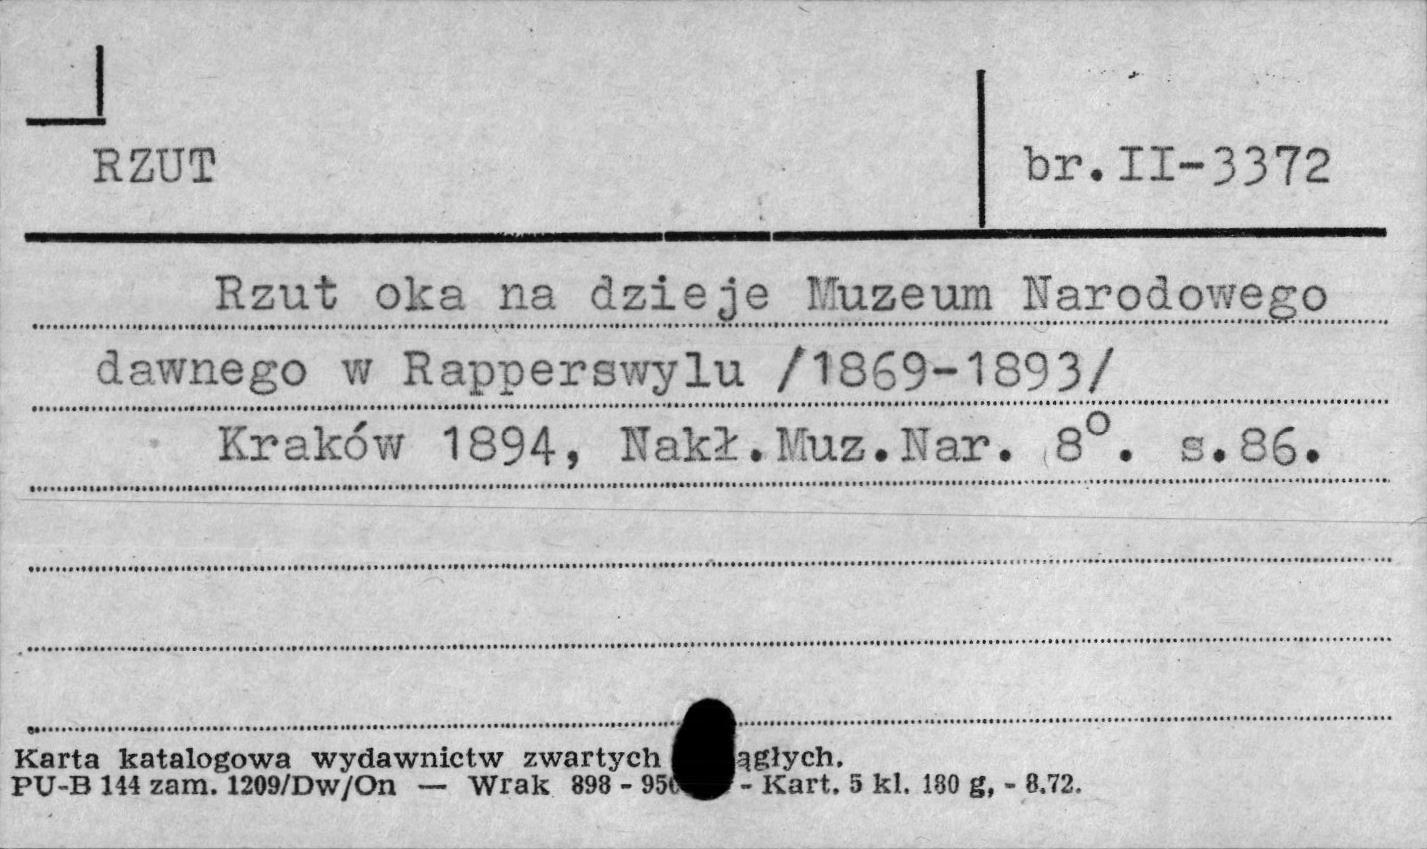 RZUT
br.II-3372
Rzut oka na dzieje Muzeum Narodowego
dawnego w Rapperswylu /1869-1893/
Kraków 1894, Nakł.Muz.Nar. 8°. s.86.
Karta katalogowa wydawnictw zwartych
PU-B 144 zam. 1209/Dw/On — Wrak 898 - - Kart. 5 kl. 180 g, - 8.72.